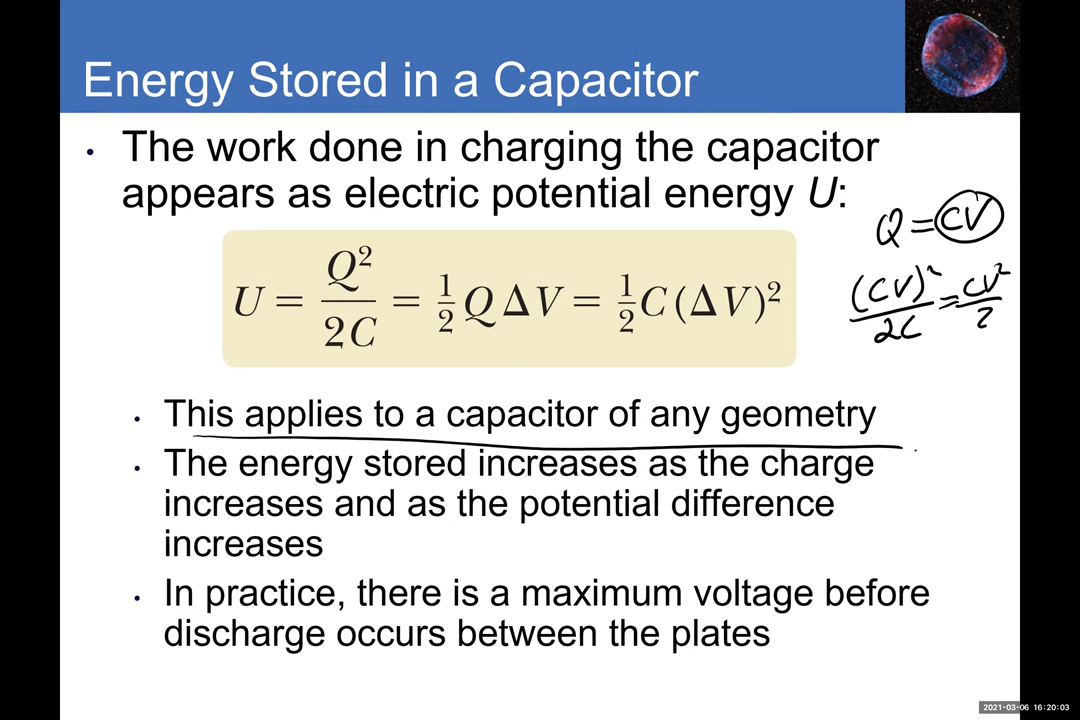 Energy Stored in a Capacitor
• The work done in charging the capacitor
appears as electric potential energy U:
Q = CV
U = Q²/2C = ½ Q ΔV = ½ C (ΔV)²
(CV)²/2C = CV²/2
• This applies to a capacitor of any geometry
• The energy stored increases as the charge
increases and as the potential difference
increases
• In practice, there is a maximum voltage before
discharge occurs between the plates
2021-03-06 16:20:03